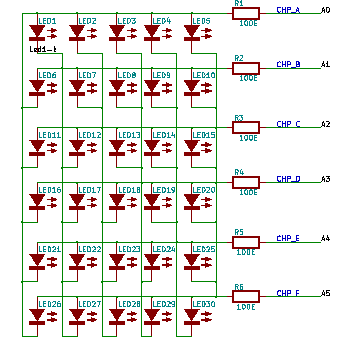 LED1 LED2 LED3 LED4 LED5 R1 100E CHP_A A0
LED6 LED7 LED8 LED9 LED10 R2 100E CHP_B A1
LED11 LED12 LED13 LED14 LED15 R3 100E CHP_C A2
LED16 LED17 LED18 LED19 LED20 R4 100E CHP_D A3
LED21 LED22 LED23 LED24 LED25 R5 100E CHP_E A4
LED26 LED27 LED28 LED29 LED30 R6 100E CHP_F A5